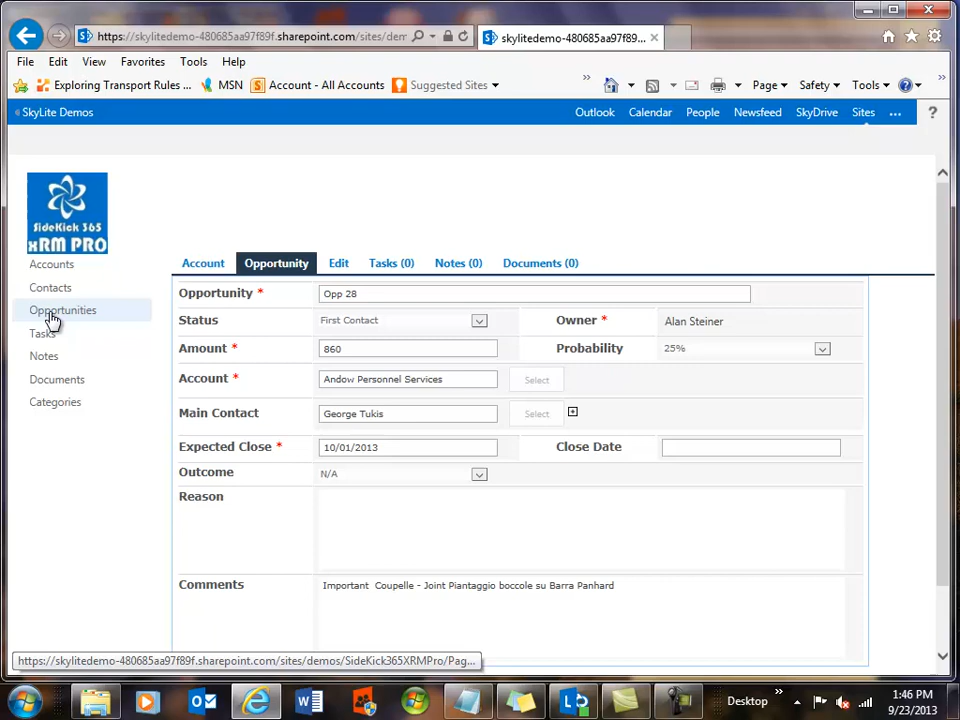 https://skylitedemo-480685aa97f89f.sharepoint.com/sites/dem
skylitedemo-480685aa97f89...
File Edit View Favorites Tools Help
Exploring Transport Rules ... MSN Account - All Accounts Suggested Sites
Page Safety Tools
SkyLite Demos Outlook Calendar People Newsfeed SkyDrive Sites ... ?
SideKick 365
xRM PRO
Accounts
Contacts
Opportunities
Tasks
Notes
Documents
Categories
Account Opportunity Edit Tasks (0) Notes (0) Documents (0)
Opportunity * Opp 28
Status First Contact Owner * Alan Steiner
Amount * 860 Probability 25%
Account * Andow Personnel Services Select
Main Contact George Tukis Select
Expected Close * 10/01/2013 Close Date
Outcome N/A
Reason
Comments Important Coupelle - Joint Piantaggio boccole su Barra Panhard
https://skylitedemo-480685aa97f89f.sharepoint.com/sites/demos/SideKick365XRMPro/Pag...
Desktop
1:46 PM
9/23/2013